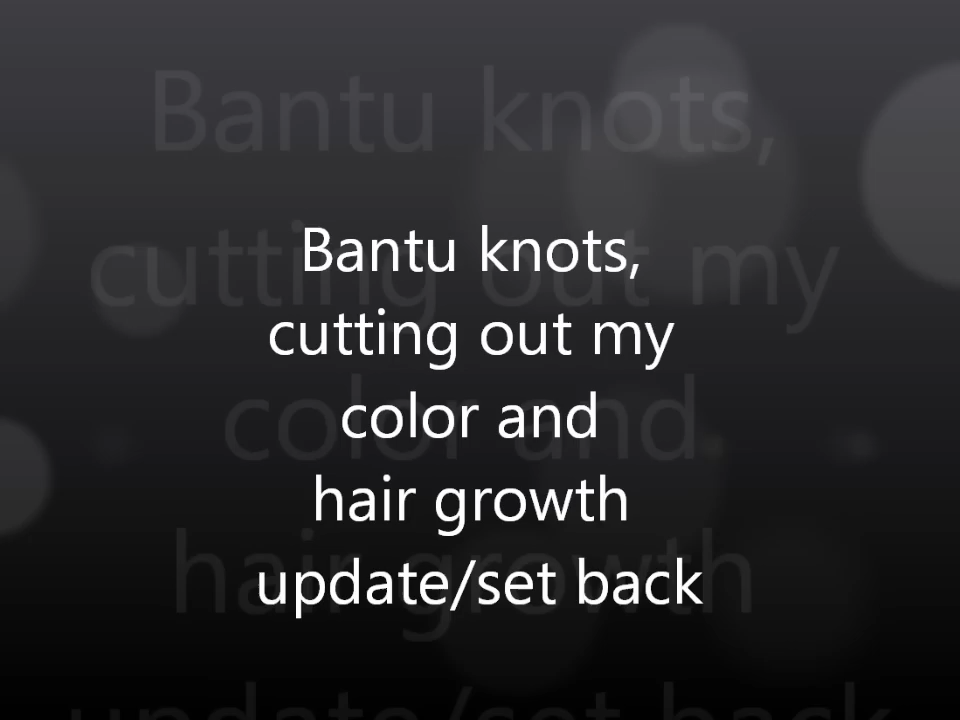 Bantu knots,
cutting out my
color and
hair growth
update/set back